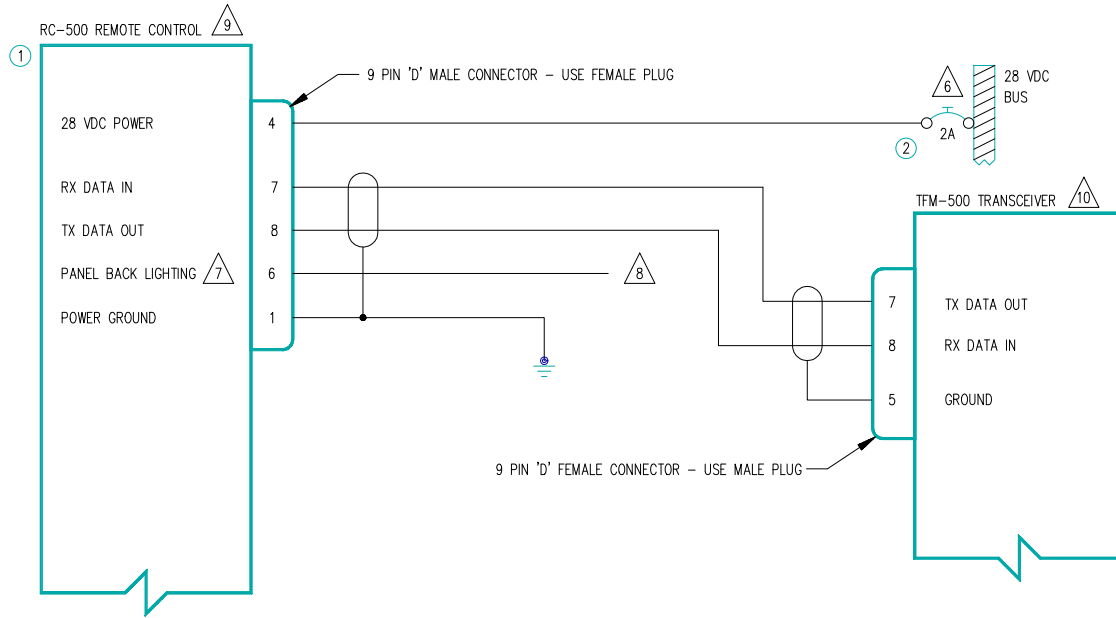 RC-500 REMOTE CONTROL 9
1
9 PIN 'D' MALE CONNECTOR - USE FEMALE PLUG
28 VDC POWER 4
6
2A
2
28 VDC
BUS
RX DATA IN 7
TX DATA OUT 8
PANEL BACK LIGHTING 7 6
8
POWER GROUND 1
TFM-500 TRANSCEIVER 10
7 TX DATA OUT
8 RX DATA IN
5 GROUND
9 PIN 'D' FEMALE CONNECTOR - USE MALE PLUG